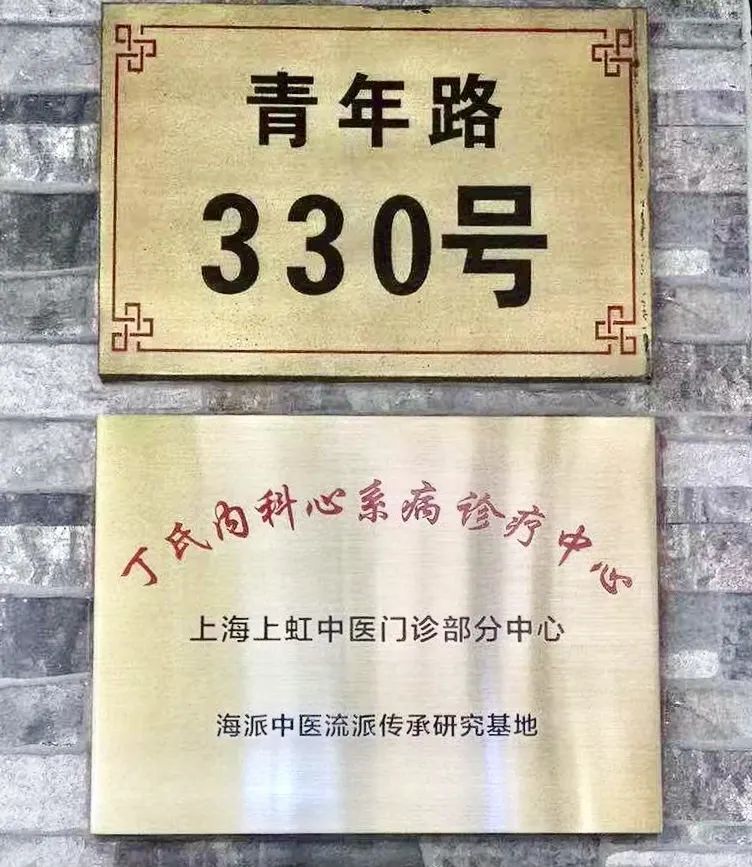 青年路
330号
丁氏内科心系病诊疗中心
上海上虹中医门诊部分中心
海派中医流派传承研究基地